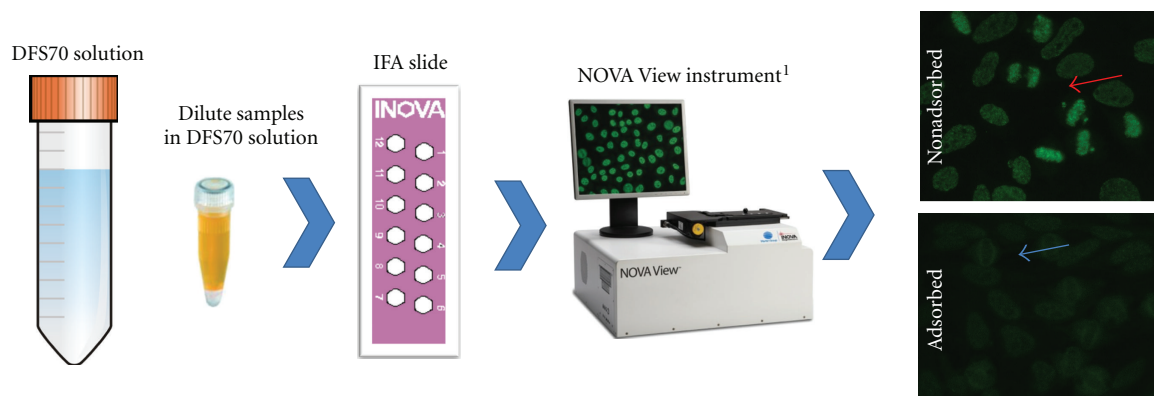 DFS70 solution
Dilute samples
in DFS70 solution
IFA slide
INOVA
12
1
11
2
10
3
9
4
8
5
7
6
NOVA View instrument¹
INOVA
NOVA View
Nonadsorbed
Adsorbed